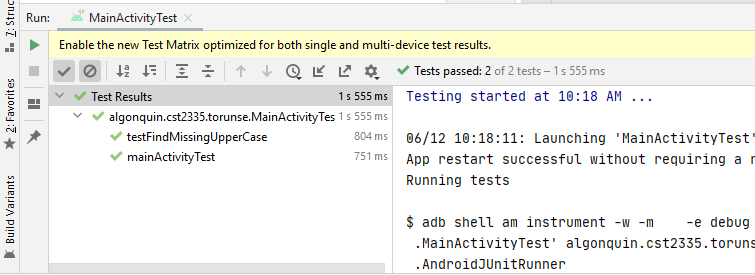 Run: MainActivityTest
Enable the new Test Matrix optimized for both single and multi-device test results.
Tests passed: 2 of 2 tests – 1 s 555 ms
Test Results 1 s 555 ms
algonquin.cst2335.torunse.MainActivityTes 1 s 555 ms
testFindMissingUpperCase 804 ms
mainActivityTest 751 ms
Testing started at 10:18 AM ...
06/12 10:18:11: Launching 'MainActivityTest'
App restart successful without requiring a
Running tests
$ adb shell am instrument -w -m    -e debug
.MainActivityTest' algonquin.cst2335.torunse
.AndroidJUnitRunner
Z: Struc
2: Favorites
Build Variants